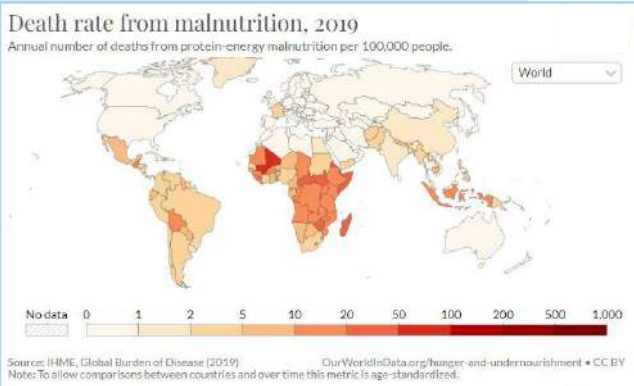 Death rate from malnutrition, 2019
Annual number of deaths from protein-energy malnutrition per 100,000 people.
World
No data 0 1 2 5 10 20 50 100 200 500 1,000
Source: IHME, Global Burden of Disease (2019) OurWorldInData.org/hunger-and-undernourishment • CC BY
Note: To allow comparisons between countries and over time this metric is age-standardized.